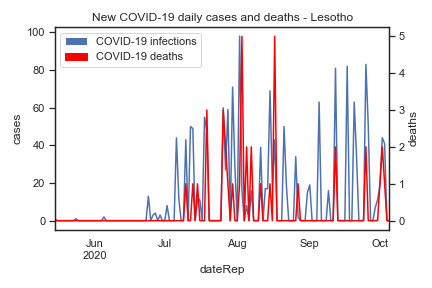 New COVID-19 daily cases and deaths - Lesotho
COVID-19 infections
COVID-19 deaths
100
80
60
40
20
0
cases
5
4
3
2
1
0
deaths
Jun Jul Aug Sep Oct
2020
dateRep